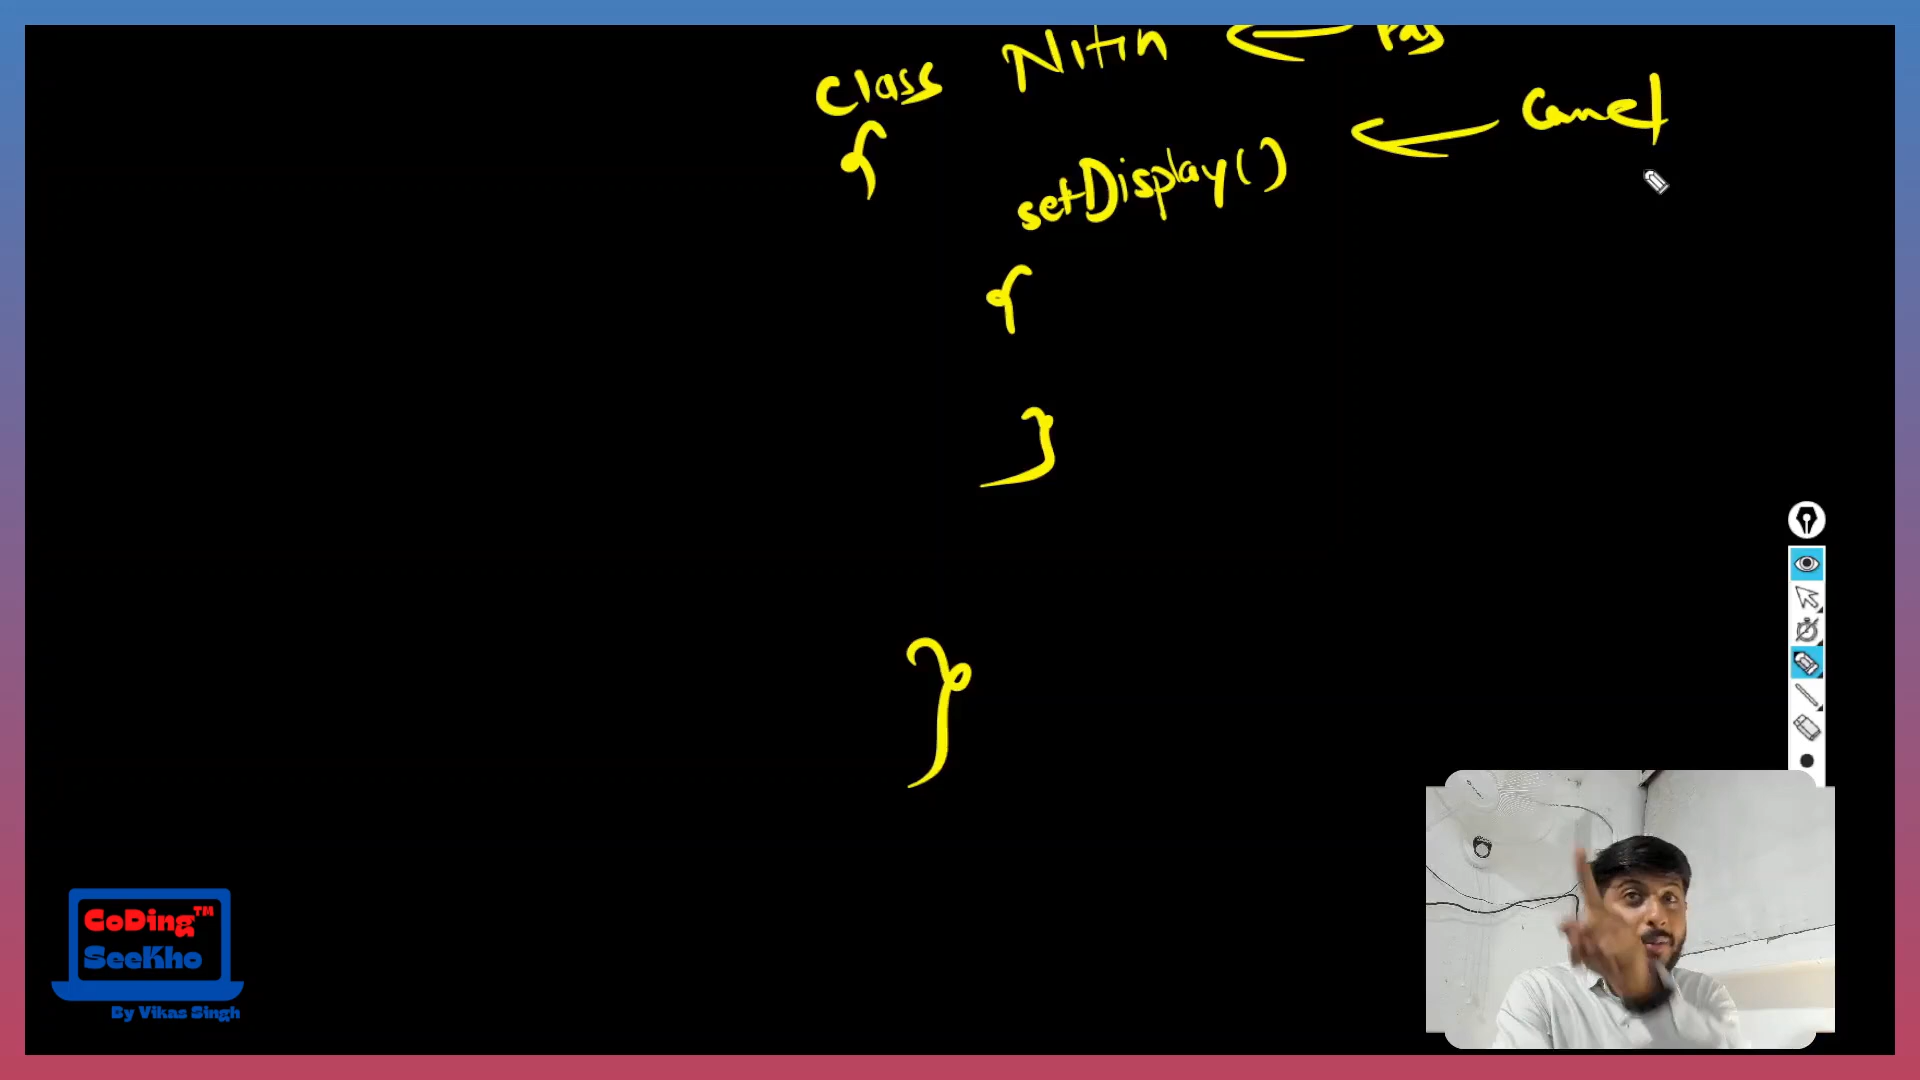 Class Nitin
{
setDisplay() Camel
{
}
}
CoDing™
SeeKho
By Vikas Singh